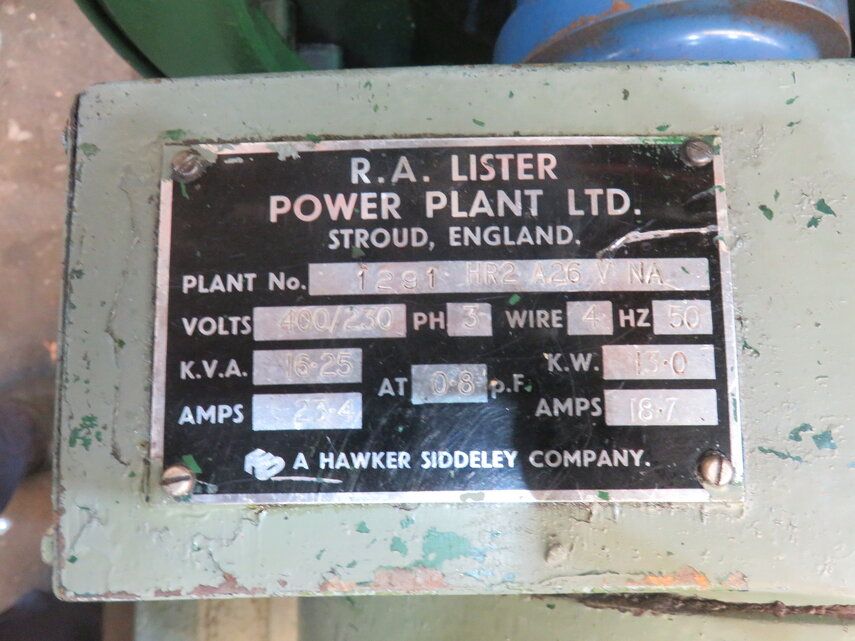 R.A. LISTER
POWER PLANT LTD.
STROUD, ENGLAND.
PLANT No. 1291 HR2 A26 V NA
VOLTS 400/230 PH 3 WIRE 4 HZ 50
K.V.A. 16·25 AT 0·8 p.F. K.W. 13·0
AMPS 23·4 AMPS 18·7
A HAWKER SIDDELEY COMPANY.